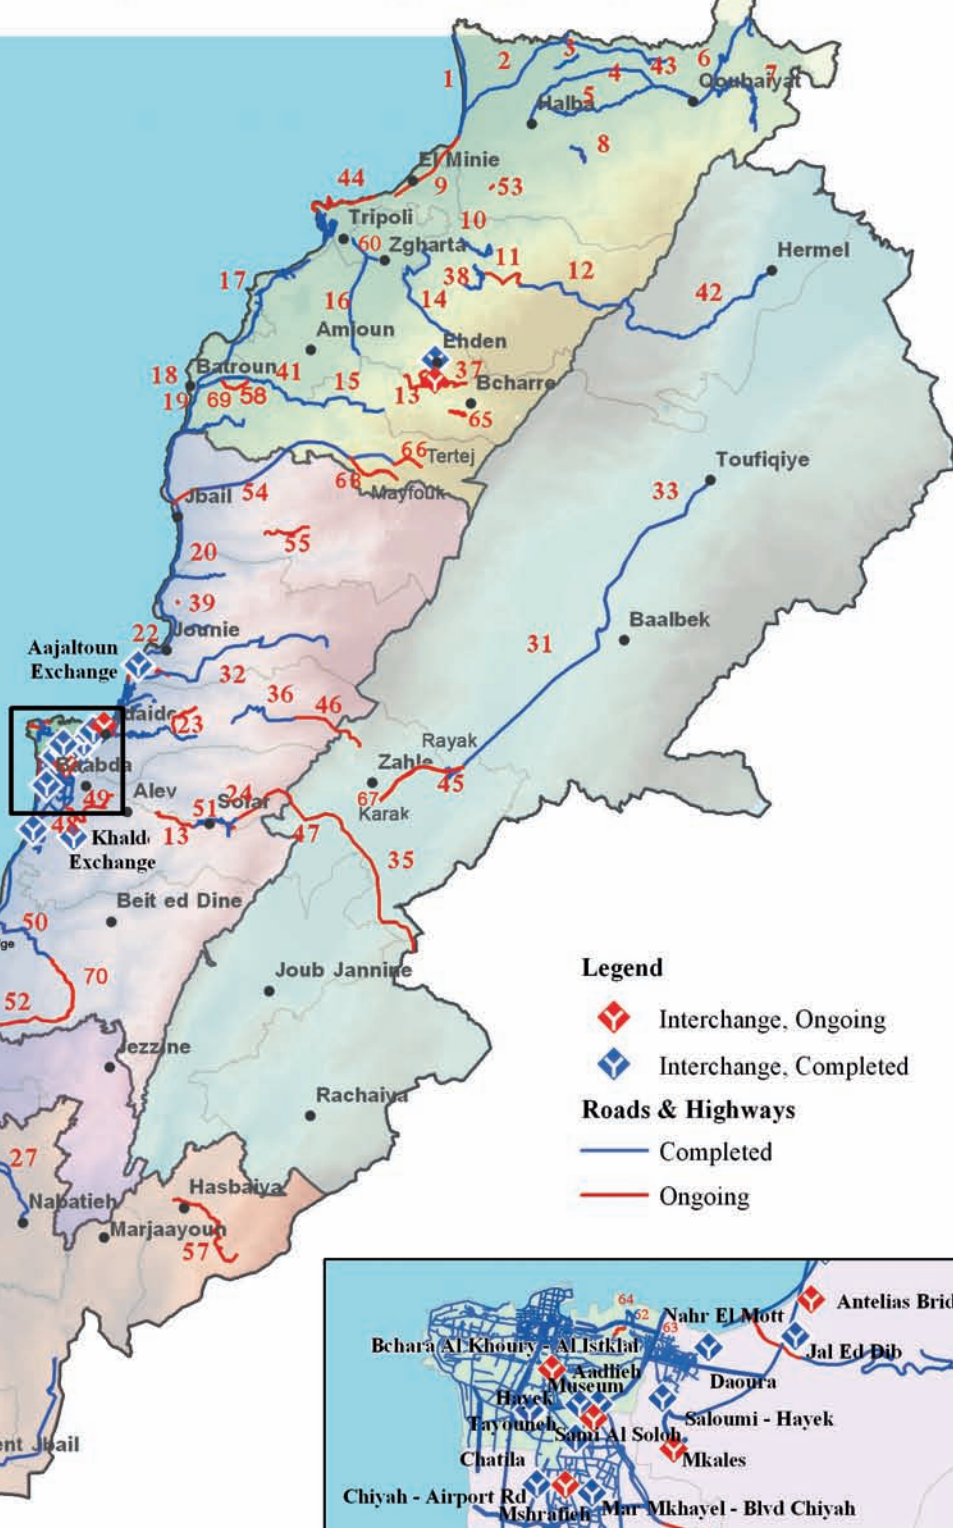 1
2
3
4
43
6
7
Qoubaiyat
5
Halba
8
El Minie
44
9
53
Tripoli
10
60
Zgharta
11
Hermel
17
38
12
14
42
16
Amioun
Ehden
18
Batroun
41
15
37
13
Bcharre
19
69
58
65
66
Tertej
Toufiqiye
68
Mayfouk
Jbail
54
33
55
20
39
22
Jounie
Baalbek
Aajaltoun
Exchange
31
32
36
46
23
Rayak
Zahle
Baabda
Aley
45
49
24
67
Karak
51
Sofar
48
13
47
Khald
Exchange
35
Beit ed Dine
50
ge
Joub Jannine
70
52
Jezzine
Rachaiya
27
Nabatieh
Hasbaiya
Marjaayoun
57
ent Jbail
Legend
Interchange, Ongoing
Interchange, Completed
Roads & Highways
Completed
Ongoing
64
62
63
Nahr El Mott
Antelias Brid
Bchara Al Khoury - Al Istklal
Jal Ed Dib
Aadlieh
Museum
Daoura
Hayek
Tayouneh
Saloumi - Hayek
Sami Al Soloh
Chatila
Mkales
Chiyah - Airport Rd
Mar Mkhayel - Blvd Chiyah
Mshrafieh